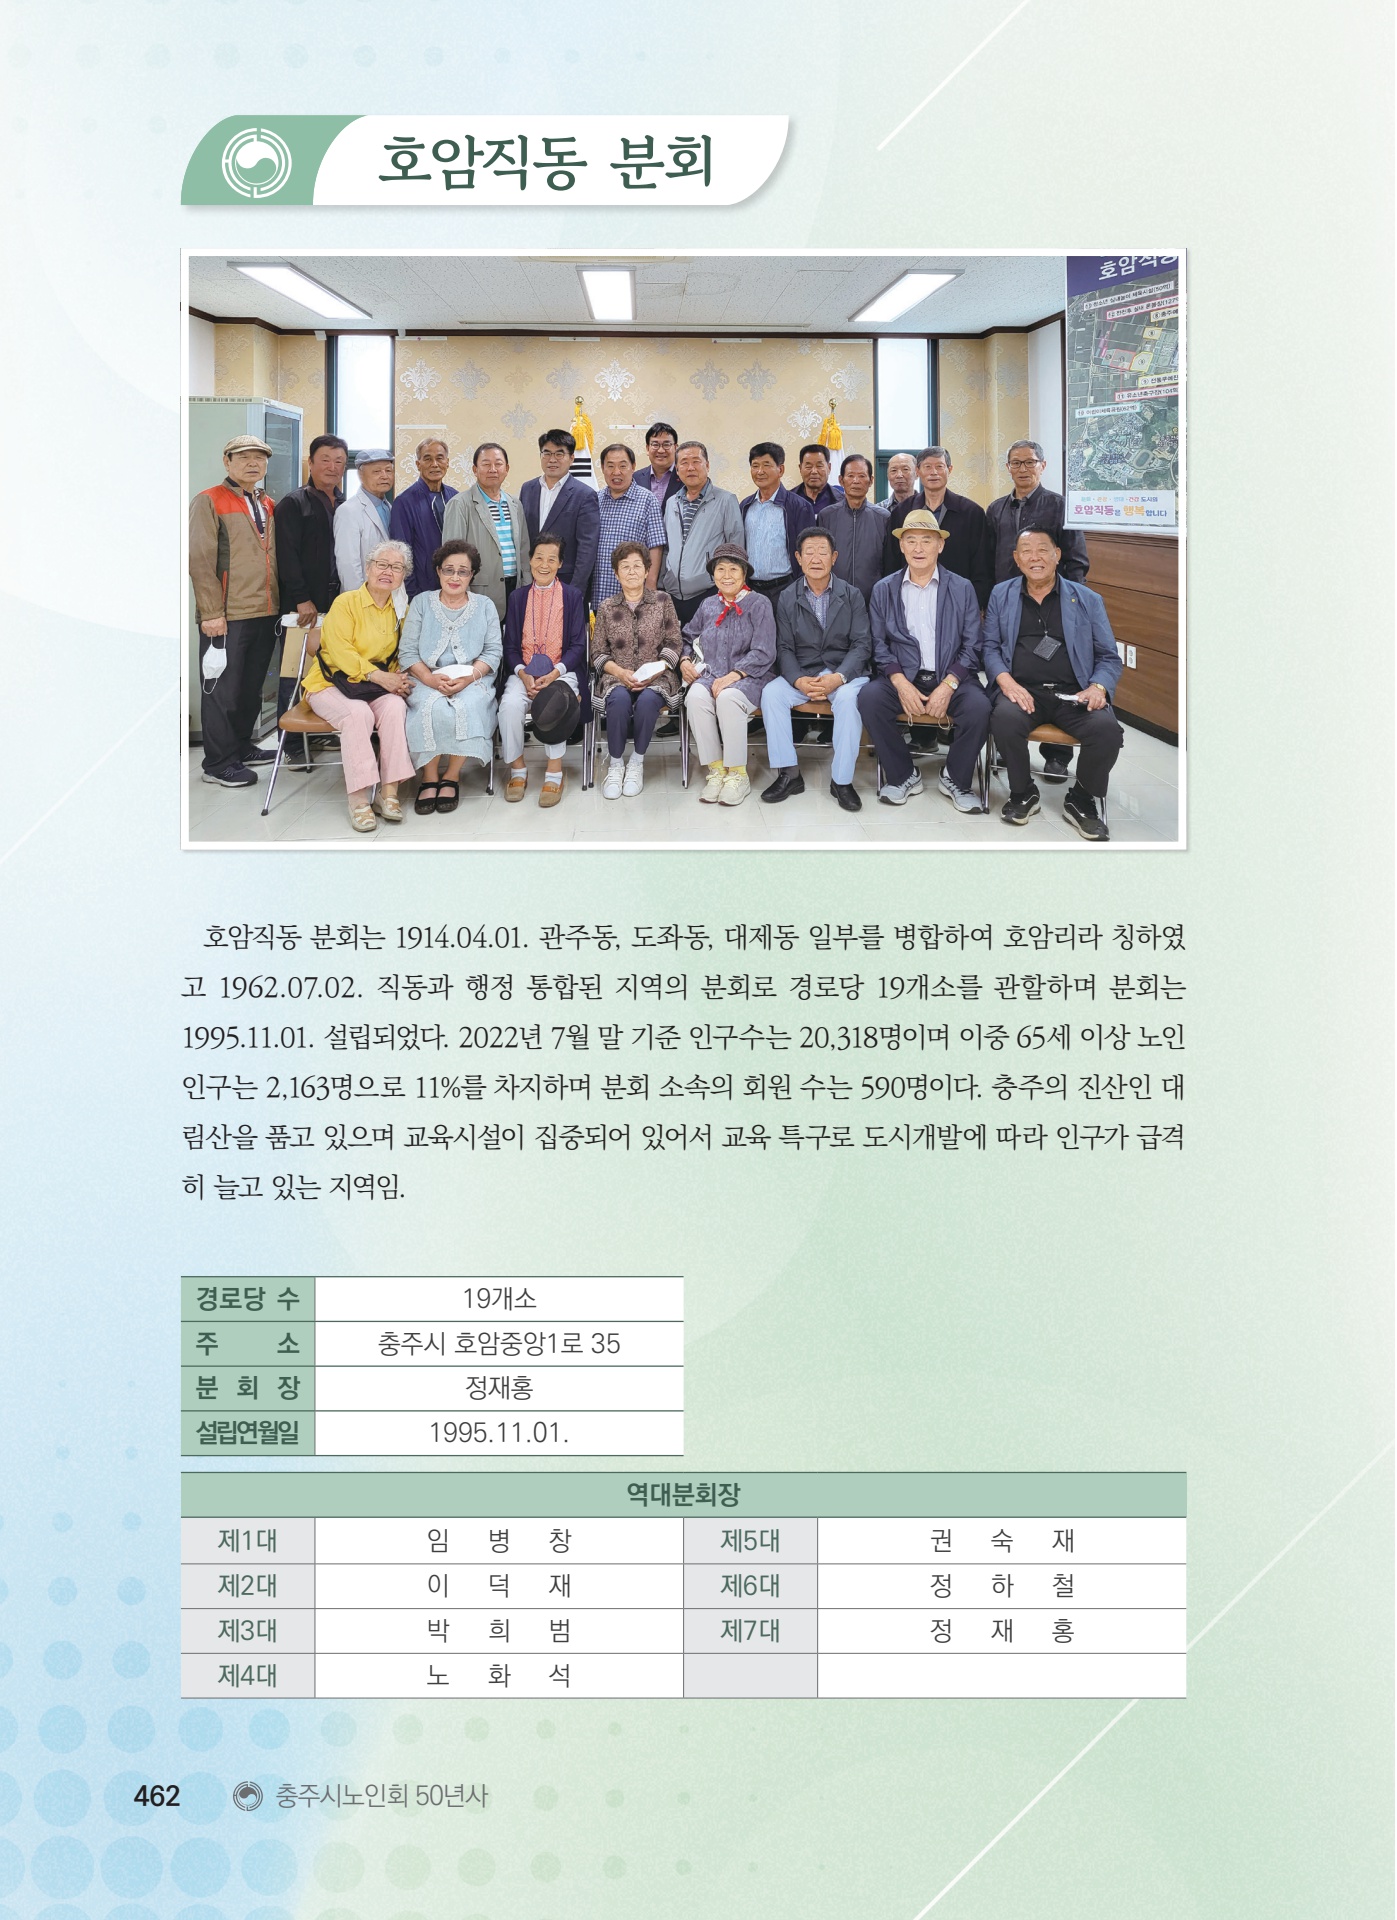 호암직동 분회
호암직동
호암직동은 행복합니다
호암직동 분회는 1914.04.01. 관주동, 도좌동, 대제동 일부를 병합하여 호암리라 칭하였
고 1962.07.02. 직동과 행정 통합된 지역의 분회로 경로당 19개소를 관할하며 분회는
1995.11.01. 설립되었다. 2022년 7월 말 기준 인구수는 20,318명이며 이중 65세 이상 노인
인구는 2,163명으로 11%를 차지하며 분회 소속의 회원 수는 590명이다. 충주의 진산인 대
림산을 품고 있으며 교육시설이 집중되어 있어서 교육 특구로 도시개발에 따라 인구가 급격
히 늘고 있는 지역임.
경로당 수 19개소
주 소 충주시 호암중앙1로 35
분 회 장 정재홍
설립연월일 1995.11.01.
역대분회장
제1대 임 병 창 제5대 권 숙 재
제2대 이 덕 재 제6대 정 하 철
제3대 박 희 범 제7대 정 재 홍
제4대 노 화 석
462 충주시노인회 50년사